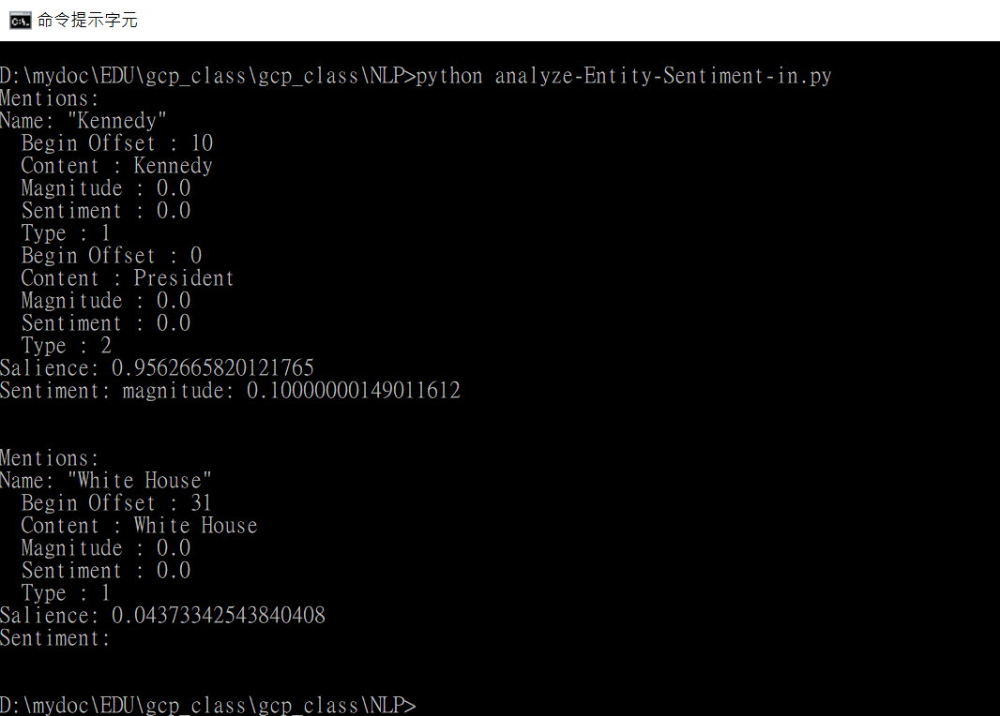 命令提示字元
D:\mydoc\EDU\gcp_class\gcp_class\NLP>python analyze-Entity-Sentiment-in.py
Mentions:
Name: "Kennedy"
  Begin Offset : 10
  Content : Kennedy
  Magnitude : 0.0
  Sentiment : 0.0
  Type : 1
  Begin Offset : 0
  Content : President
  Magnitude : 0.0
  Sentiment : 0.0
  Type : 2
Salience: 0.9562665820121765
Sentiment: magnitude: 0.10000000149011612
Mentions:
Name: "White House"
  Begin Offset : 31
  Content : White House
  Magnitude : 0.0
  Sentiment : 0.0
  Type : 1
Salience: 0.04373342543840408
Sentiment:
D:\mydoc\EDU\gcp_class\gcp_class\NLP>